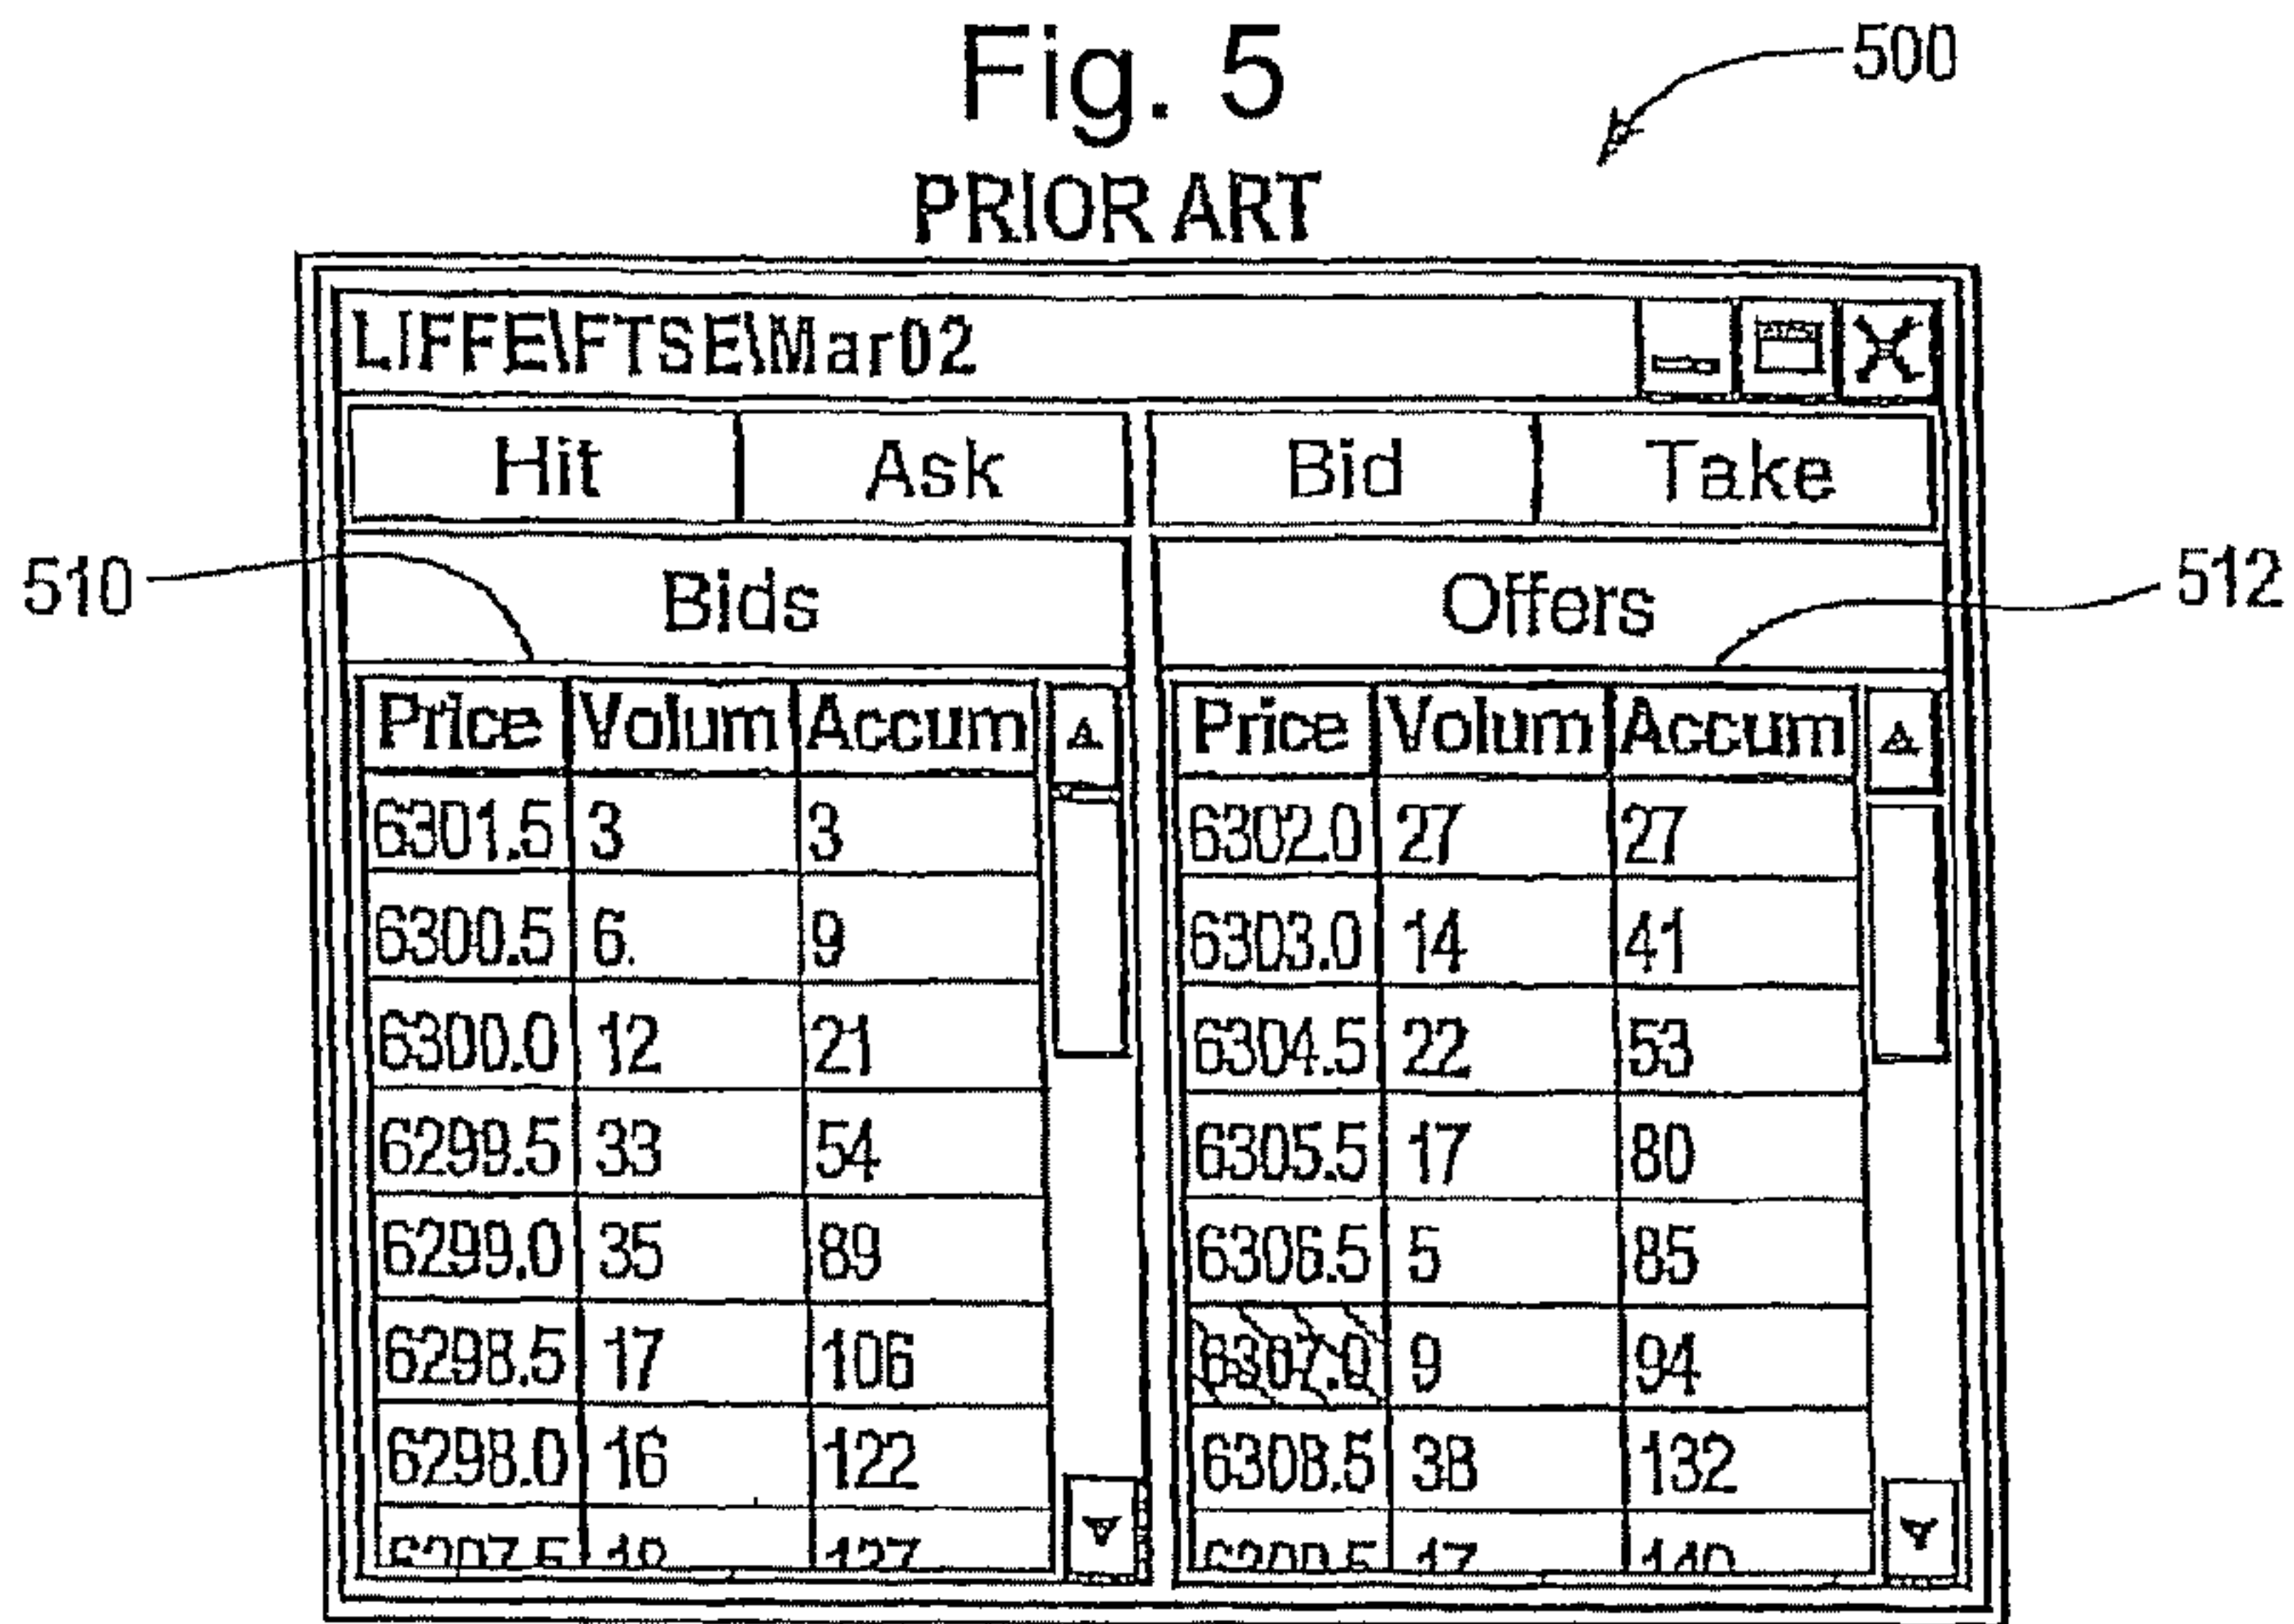 Fig. 5
500
PRIOR ART
LIFFE\FTSE\Mar02
Hit Ask Bid Take
510 Bids Offers 512
Price Volum Accum Price Volum Accum
6301.5 3 3 6302.0 27 27
6300.5 6. 9 6303.0 14 41
6300.0 12 21 6304.5 22 53
6299.5 33 54 6305.5 17 80
6299.0 35 89 6306.5 5 85
6298.5 17 106 6307.0 9 94
6298.0 16 122 6308.5 38 132